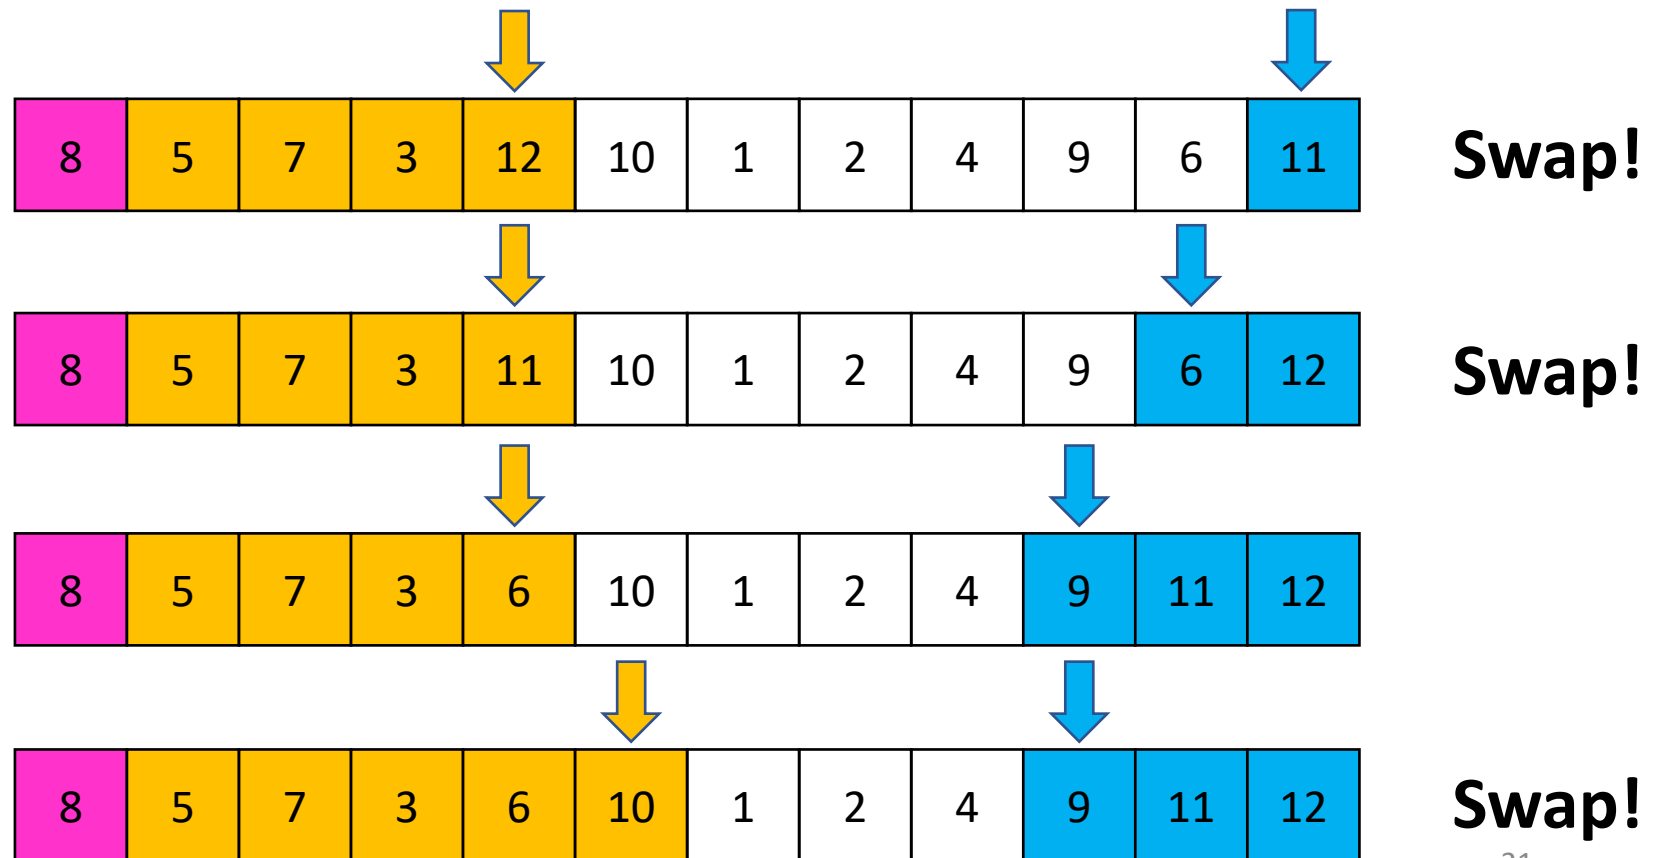 8 5 7 3 12 10 1 2 4 9 6 11 Swap!
8 5 7 3 11 10 1 2 4 9 6 12 Swap!
8 5 7 3 6 10 1 2 4 9 11 12
8 5 7 3 6 10 1 2 4 9 11 12 Swap!